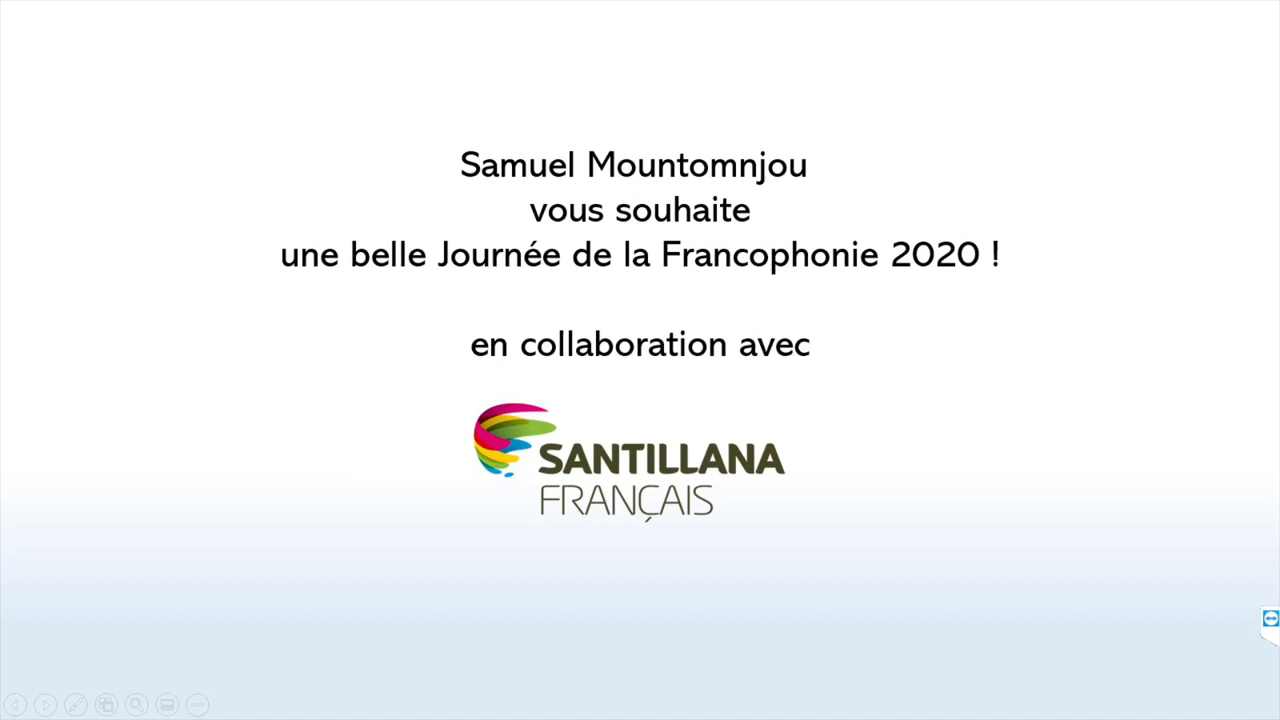 Samuel Mountomnjou
vous souhaite
une belle Journée de la Francophonie 2020 !
en collaboration avec
SANTILLANA
FRANÇAIS